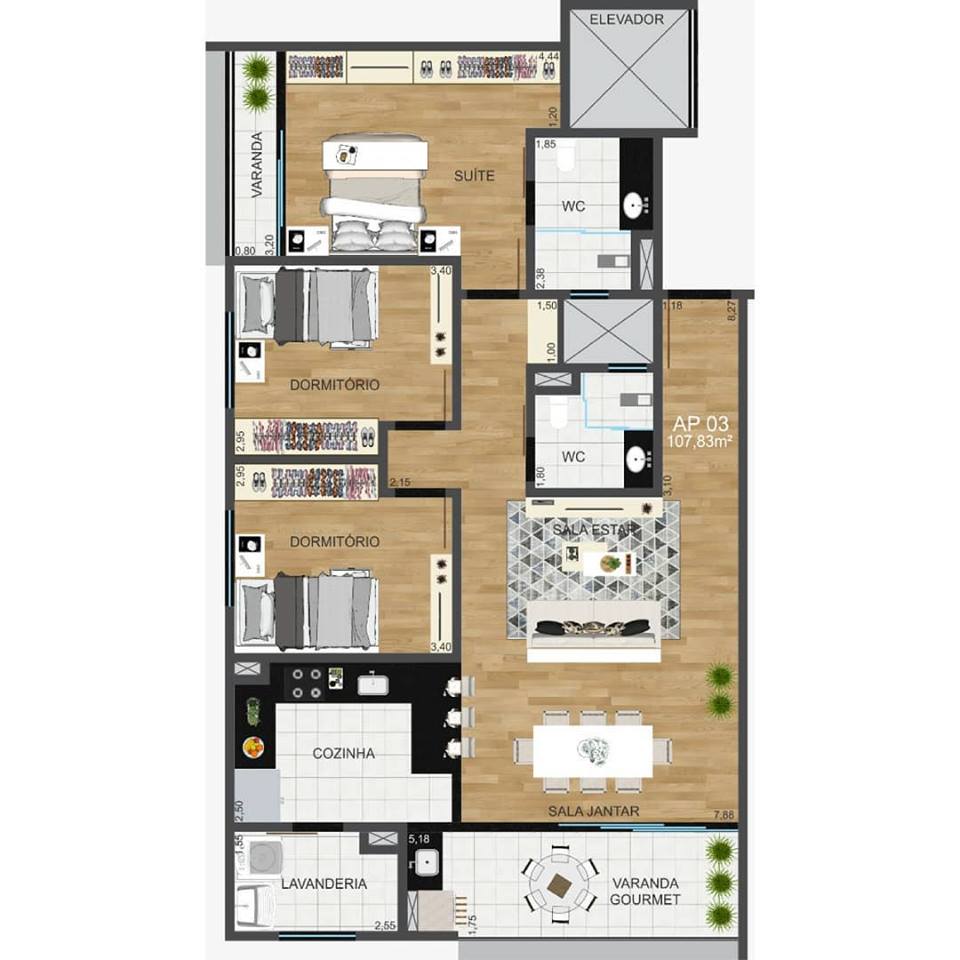 ELEVADOR
4,44
1,20
1,85
VARANDA
SUÍTE
WC
0,80
3,20
2,38
3,40
1,50
1,18
8,27
1,00
DORMITÓRIO
AP 03
107,83m²
2,95
WC
1,80
2,95
2,15
3,10
SALA ESTAR
DORMITÓRIO
3,40
COZINHA
2,50
SALA JANTAR
7,88
1,55
5,18
LAVANDERIA
VARANDA
GOURMET
2,55
1,75